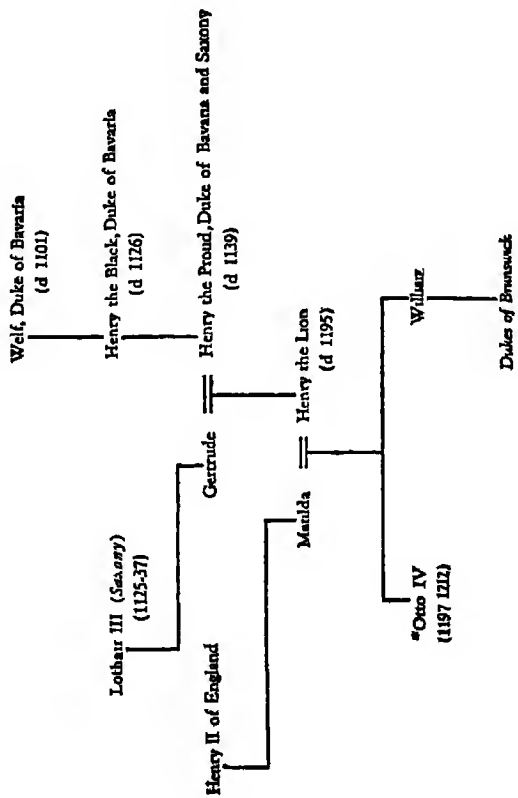 Welf, Duke of Bavaria
(d 1101)
Lothair III (Saxony)
(1125-37)
Henry the Black, Duke of Bavaria
(d 1126)
Henry II of England
Gertrude = Henry the Proud, Duke of Bavana and Saxony
(d 1139)
Matilda = Henry the Lion
(d 1195)
*Otto IV
(1197 1212)
William
Dukes of Brunswick